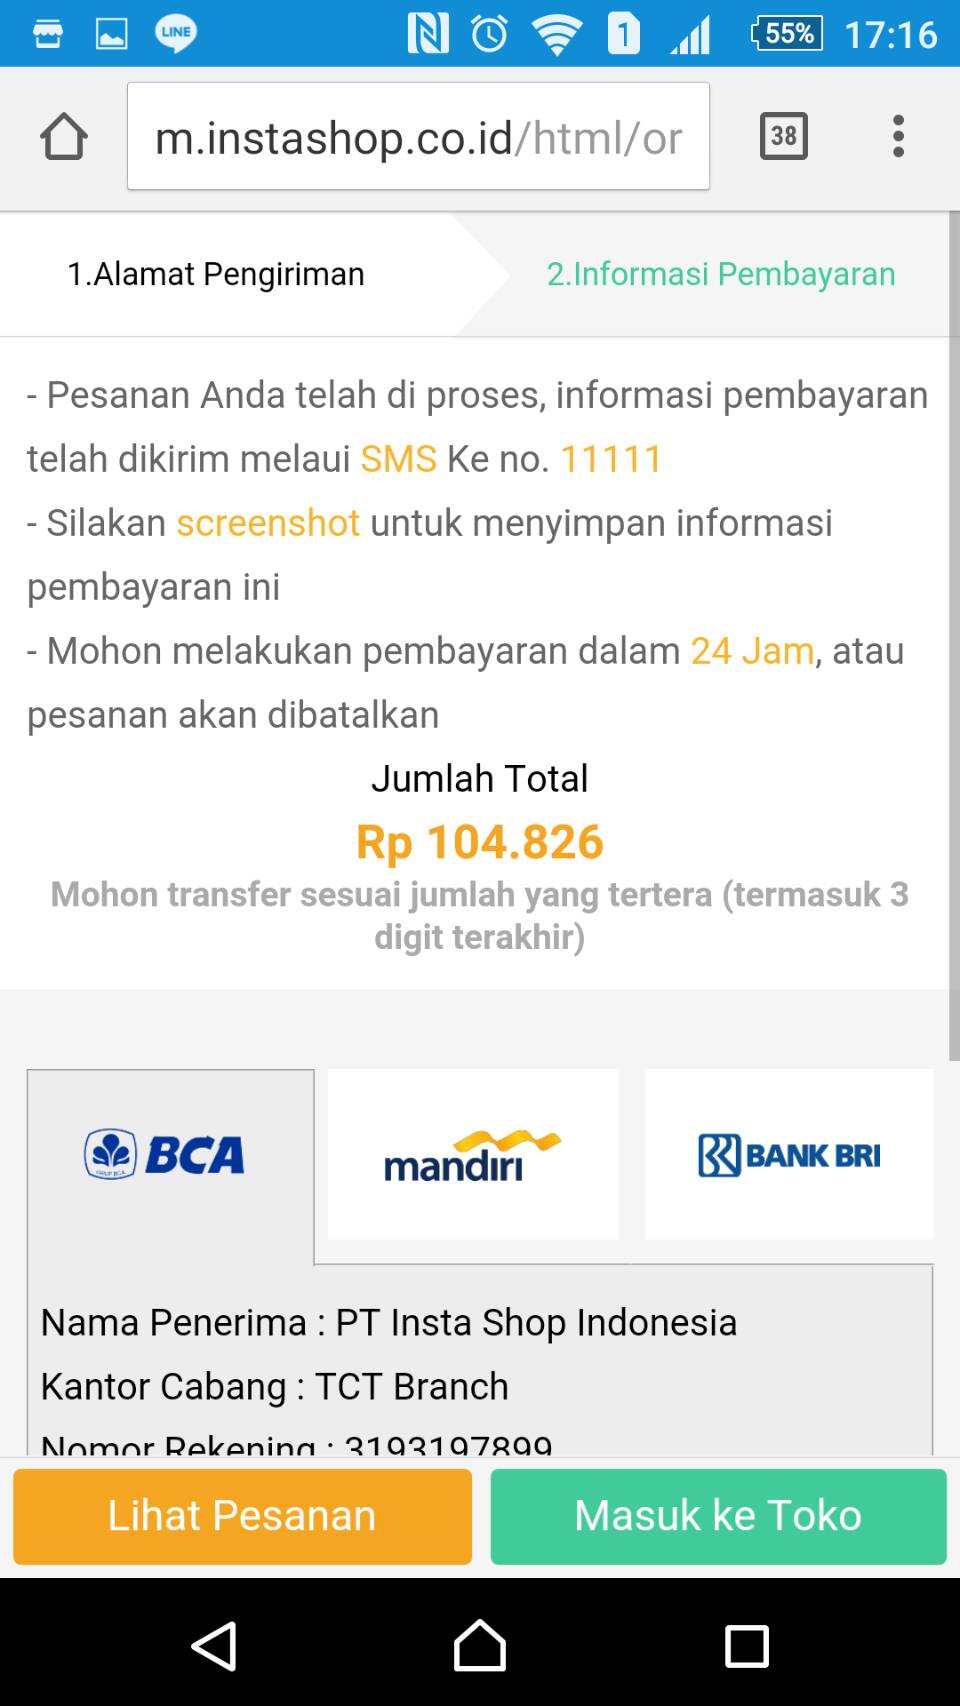 LINE
1
55%
17:16
m.instashop.co.id/html/or
38
1.Alamat Pengiriman
2.Informasi Pembayaran
- Pesanan Anda telah di proses, informasi pembayaran
telah dikirim melaui SMS Ke no. 11111
- Silakan screenshot untuk menyimpan informasi
pembayaran ini
- Mohon melakukan pembayaran dalam 24 Jam, atau
pesanan akan dibatalkan
Jumlah Total
Rp 104.826
Mohon transfer sesuai jumlah yang tertera (termasuk 3
digit terakhir)
BCA
mandiri
BANK BRI
Nama Penerima : PT Insta Shop Indonesia
Kantor Cabang : TCT Branch
Nomor Rekening : 3193197899
Lihat Pesanan
Masuk ke Toko